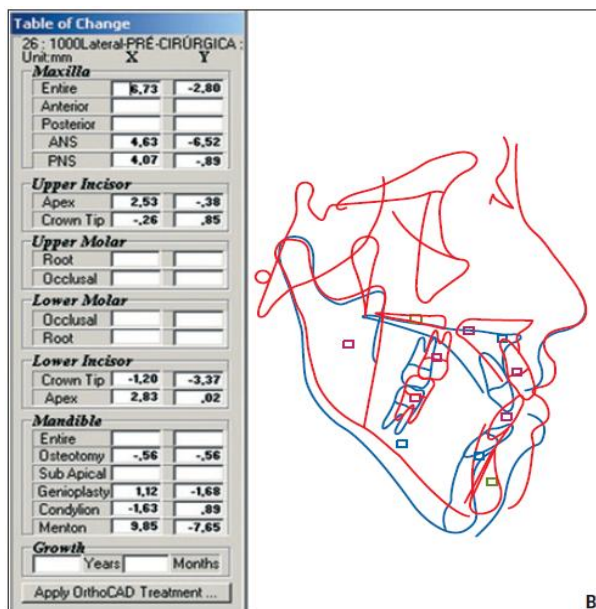 Table of Change
26 : 1000Lateral-PRÉ-CIRÚRGICA :
Unit:mm X Y
Maxilla
Entire 6,73 -2,80
Anterior
Posterior
ANS 4,63 -6,52
PNS 4,07 -,89
Upper Incisor
Apex 2,53 -,38
Crown Tip -,26 ,85
Upper Molar
Root
Occlusal
Lower Molar
Occlusal
Root
Lower Incisor
Crown Tip -1,20 -3,37
Apex 2,83 ,02
Mandible
Entire
Osteotomy -,56 -,56
Sub Apical
Genioplasty 1,12 -1,68
Condylion -1,63 ,89
Menton 9,85 -7,65
Growth
Years Months
Apply OrthoCAD Treatment ...
B